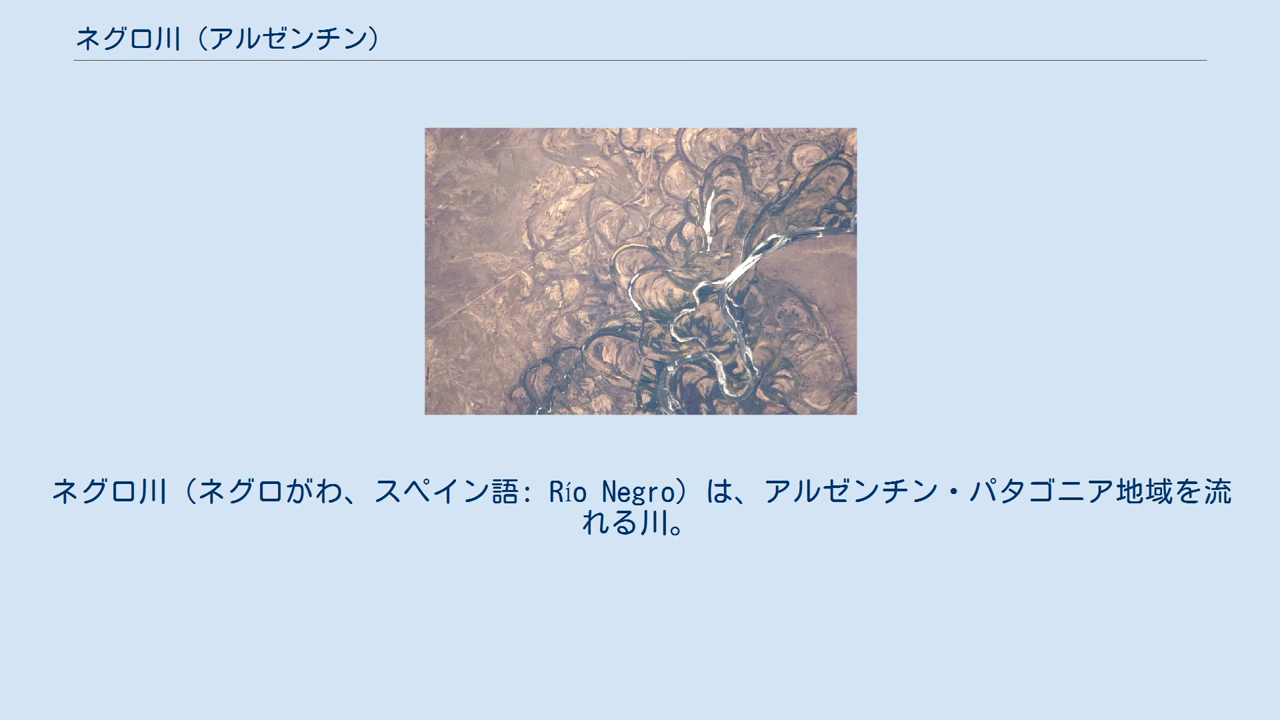 ネグロ川（アルゼンチン）
ネグロ川（ネグロがわ、スペイン語: Río Negro）は、アルゼンチン・パタゴニア地域を流
れる川。